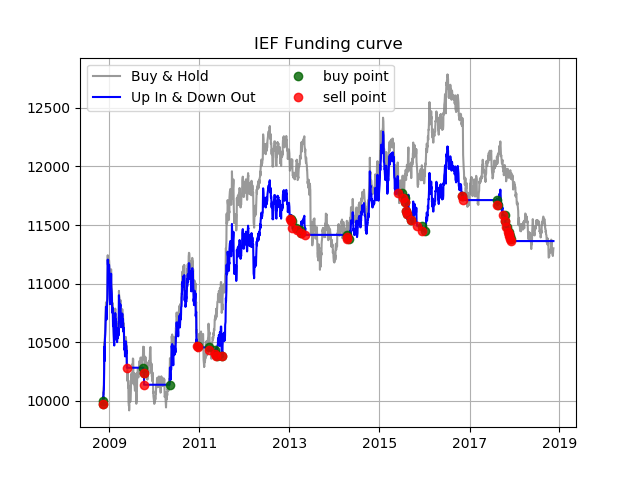 IEF Funding curve
Buy & Hold
Up In & Down Out
buy point
sell point
12500
12000
11500
11000
10500
10000
2009 2011 2013 2015 2017 2019